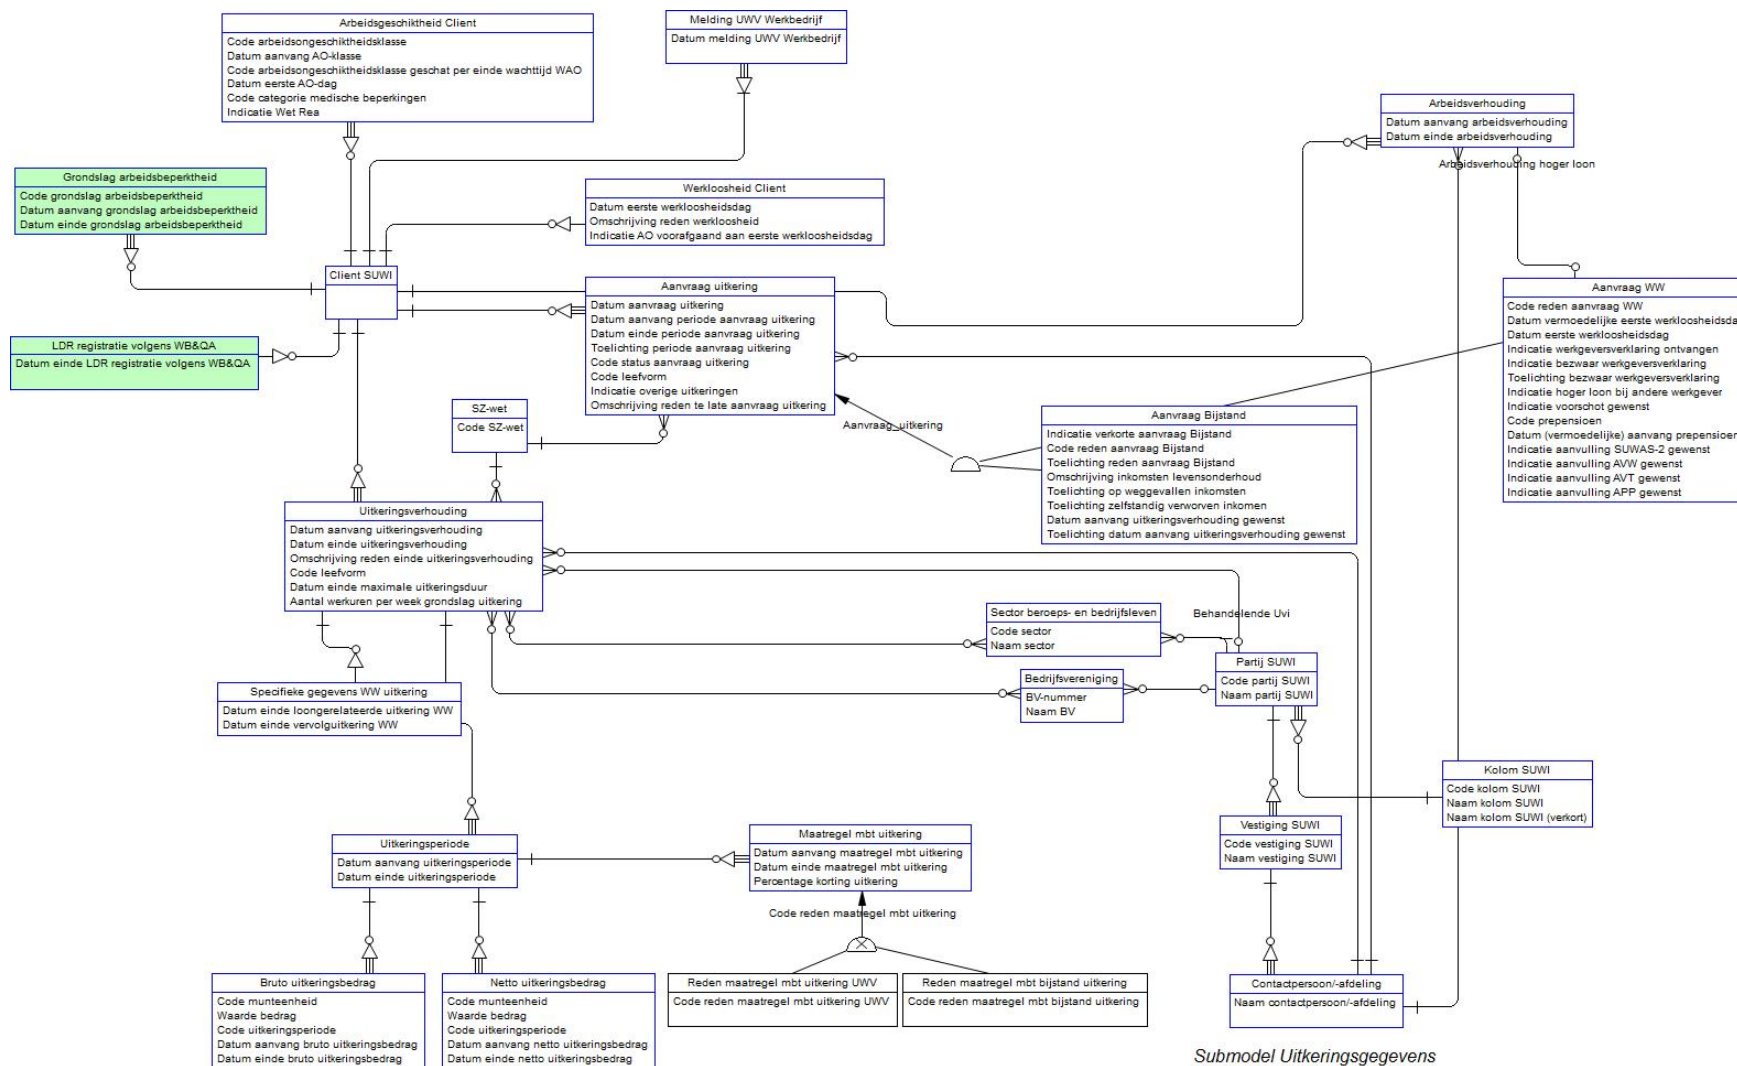 Arbeidsgeschiktheid Client
Code arbeidsongeschiktheidsklasse
Datum aanvang AO-klasse
Code arbeidsongeschiktheidsklasse geschat per einde wachttijd WAO
Datum eerste AO-dag
Code categorie medische beperkingen
Indicatie Wet Rea
Melding UWV Werkbedrijf
Datum melding UWV Werkbedrijf
Arbeidsverhouding
Datum aanvang arbeidsverhouding
Datum einde arbeidsverhouding
Arbeidsverhouding hoger loon
Grondslag arbeidsbeperktheid
Code grondslag arbeidsbeperktheid
Datum aanvang grondslag arbeidsbeperktheid
Datum einde grondslag arbeidsbeperktheid
Werkloosheid Client
Datum eerste werkloosheidsdag
Omschrijving reden werkloosheid
Indicatie AO voorafgaand aan eerste werkloosheidsdag
Client SUWI
Aanvraag uitkering
Datum aanvraag uitkering
Datum aanvang periode aanvraag uitkering
Datum einde periode aanvraag uitkering
Toelichting periode aanvraag uitkering
Code status aanvraag uitkering
Code leefvorm
Indicatie overige uitkeringen
Omschrijving reden te late aanvraag uitkering
Aanvraag WW
Code reden aanvraag WW
Datum vermoedelijke eerste werkloosheidsda
Datum eerste werkloosheidsdag
Indicatie werkgeversverklaring ontvangen
Indicatie bezwaar werkgeversverklaring
Toelichting bezwaar werkgeversverklaring
Indicatie hoger loon bij andere werkgever
Indicatie voorschot gewenst
Code prepensioen
Datum (vermoedelijke) aanvang prepensioen
Indicatie aanvulling SUWAS-2 gewenst
Indicatie aanvulling AVW gewenst
Indicatie aanvulling AVT gewenst
Indicatie aanvulling APP gewenst
LDR registratie volgens WB&QA
Datum einde LDR registratie volgens WB&QA
SZ-wet
Code SZ-wet
Aanvraag_uitkering
Aanvraag Bijstand
Indicatie verkorte aanvraag Bijstand
Code reden aanvraag Bijstand
Toelichting reden aanvraag Bijstand
Omschrijving inkomsten levensonderhoud
Toelichting op weggevallen inkomsten
Toelichting zelfstandig verworven inkomen
Datum aanvang uitkeringsverhouding gewenst
Toelichting datum aanvang uitkeringsverhouding gewenst
Uitkeringsverhouding
Datum aanvang uitkeringsverhouding
Datum einde uitkeringsverhouding
Omschrijving reden einde uitkeringsverhouding
Code leefvorm
Datum einde maximale uitkeringsduur
Aantal werkuren per week grondslag uitkering
Sector beroeps- en bedrijfsleven
Code sector
Naam sector
Behandelende Uvi
Partij SUWI
Code partij SUWI
Naam partij SUWI
Bedrijfsvereniging
BV-nummer
Naam BV
Specifieke gegevens WW uitkering
Datum einde loongerelateerde uitkering WW
Datum einde vervolguitkering WW
Kolom SUWI
Code kolom SUWI
Naam kolom SUWI
Naam kolom SUWI (verkort)
Vestiging SUWI
Code vestiging SUWI
Naam vestiging SUWI
Uitkeringsperiode
Datum aanvang uitkeringsperiode
Datum einde uitkeringsperiode
Maatregel mbt uitkering
Datum aanvang maatregel mbt uitkering
Datum einde maatregel mbt uitkering
Percentage korting uitkering
Code reden maatregel mbt uitkering
Bruto uitkeringsbedrag
Code munteenheid
Waarde bedrag
Code uitkeringsperiode
Datum aanvang bruto uitkeringsbedrag
Datum einde bruto uitkeringsbedrag
Netto uitkeringsbedrag
Code munteenheid
Waarde bedrag
Code uitkeringsperiode
Datum aanvang netto uitkeringsbedrag
Datum einde netto uitkeringsbedrag
Reden maatregel mbt uitkering UWV
Code reden maatregel mbt uitkering UWV
Reden maatregel mbt bijstand uitkering
Code reden maatregel mbt bijstand uitkering
Contactpersoon/-afdeling
Naam contactpersoon/-afdeling
Submodel Uitkeringsgegevens